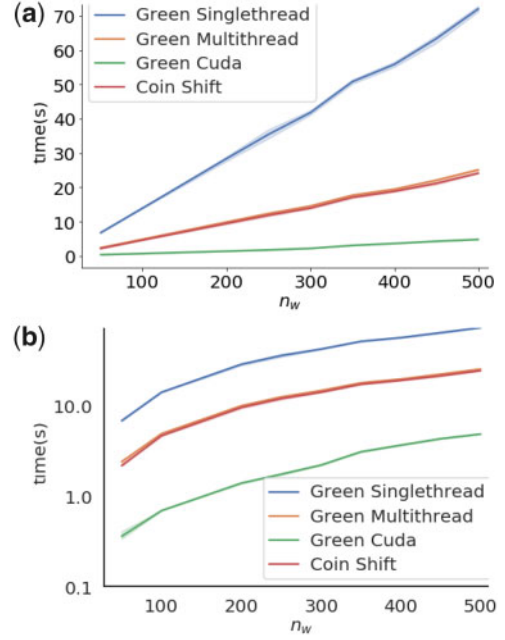 (a)
70
60
50
40
30
20
10
0
time(s)
Green Singlethread
Green Multithread
Green Cuda
Coin Shift
100 200 300 400 500
n_w
(b)
10.0
1.0
0.1
time(s)
Green Singlethread
Green Multithread
Green Cuda
Coin Shift
100 200 300 400 500
n_w